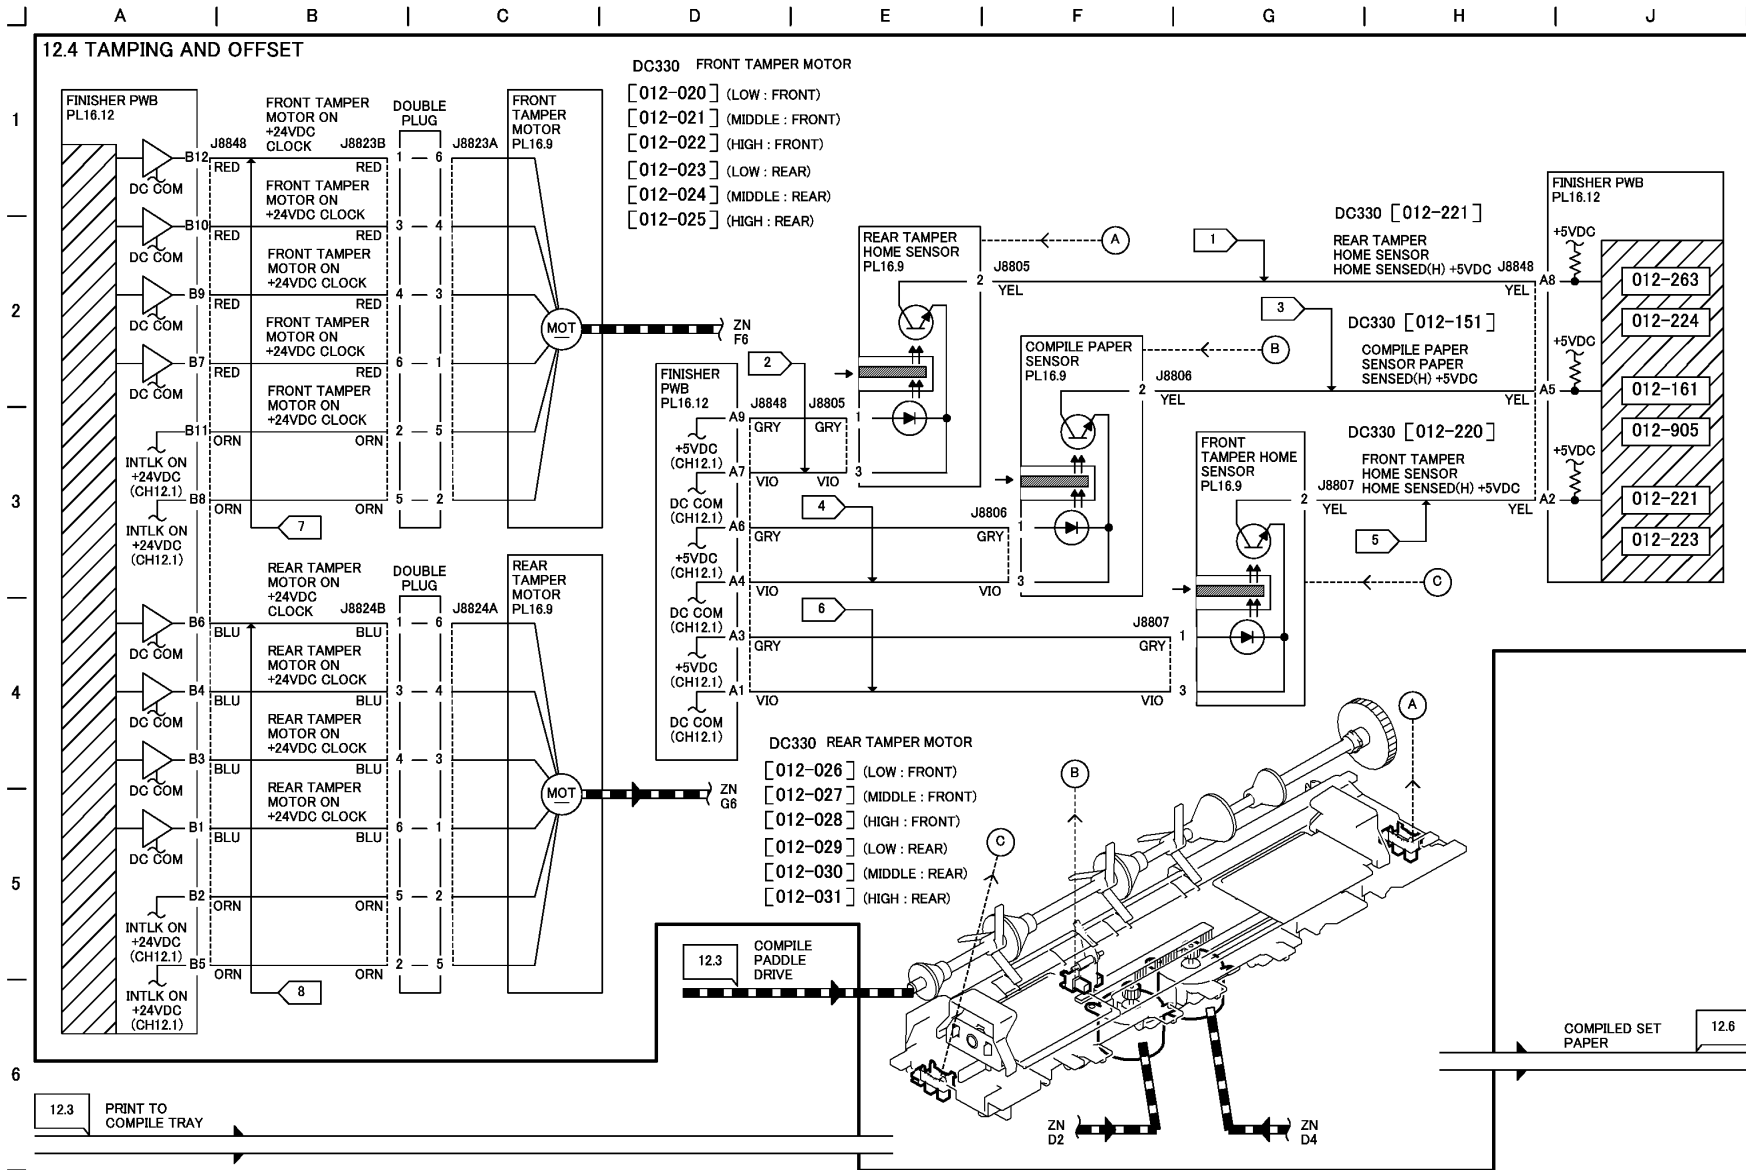 A B C D E F G H J
1
2
3
4
5
6
12.4 TAMPING AND OFFSET
FINISHER PWB
PL16.12
B12
DC COM
B10
DC COM
B9
DC COM
B7
DC COM
B11
INTLK ON
+24VDC
(CH12.1)
B8
INTLK ON
+24VDC
(CH12.1)
J8848
FRONT TAMPER
MOTOR ON
+24VDC
CLOCK
J8823B
RED RED
FRONT TAMPER
MOTOR ON
+24VDC CLOCK
RED RED
FRONT TAMPER
MOTOR ON
+24VDC CLOCK
RED RED
FRONT TAMPER
MOTOR ON
+24VDC CLOCK
RED RED
FRONT TAMPER
MOTOR ON
+24VDC CLOCK
ORN ORN
ORN ORN
7
DOUBLE
PLUG
1 6
3 4
4 3
6 1
2 5
5 2
J8823A
FRONT
TAMPER
MOTOR
PL16.9
MOT
ZN
F6
B6
DC COM
B4
DC COM
B3
DC COM
B1
DC COM
B2
INTLK ON
+24VDC
(CH12.1)
B5
INTLK ON
+24VDC
(CH12.1)
REAR TAMPER
MOTOR ON
+24VDC
CLOCK
J8824B
BLU BLU
REAR TAMPER
MOTOR ON
+24VDC CLOCK
BLU BLU
REAR TAMPER
MOTOR ON
+24VDC CLOCK
BLU BLU
REAR TAMPER
MOTOR ON
+24VDC CLOCK
BLU BLU
ORN ORN
ORN ORN
8
DOUBLE
PLUG
1 6
3 4
4 3
6 1
5 2
2 5
J8824A
REAR
TAMPER
MOTOR
PL16.9
MOT
ZN
G6
DC330 FRONT TAMPER MOTOR
[012-020] (LOW : FRONT)
[012-021] (MIDDLE : FRONT)
[012-022] (HIGH : FRONT)
[012-023] (LOW : REAR)
[012-024] (MIDDLE : REAR)
[012-025] (HIGH : REAR)
FINISHER
PWB
PL16.12
A9
+5VDC
(CH12.1)
A7
DC COM
(CH12.1)
A6
+5VDC
(CH12.1)
A4
DC COM
(CH12.1)
A3
+5VDC
(CH12.1)
A1
DC COM
(CH12.1)
2
J8848 J8805
GRY GRY
VIO VIO
4
J8806
GRY GRY
VIO VIO
6
J8807
GRY GRY
VIO VIO
REAR TAMPER
HOME SENSOR
PL16.9
1
3
2
J8805
YEL
A
COMPILE PAPER
SENSOR
PL16.9
1
3
2
J8806
YEL
B
FRONT
TAMPER HOME
SENSOR
PL16.9
1
3
2
J8807
YEL
C
1
DC330 [012-221]
REAR TAMPER
HOME SENSOR
HOME SENSED(H) +5VDC
J8848
YEL
3
DC330 [012-151]
COMPILE PAPER
SENSOR PAPER
SENSED(H) +5VDC
YEL
DC330 [012-220]
FRONT TAMPER
HOME SENSOR
HOME SENSED(H) +5VDC
YEL
5
FINISHER PWB
PL16.12
+5VDC
A8
+5VDC
A5
+5VDC
A2
012-263
012-224
012-161
012-905
012-221
012-223
DC330 REAR TAMPER MOTOR
[012-026] (LOW : FRONT)
[012-027] (MIDDLE : FRONT)
[012-028] (HIGH : FRONT)
[012-029] (LOW : REAR)
[012-030] (MIDDLE : REAR)
[012-031] (HIGH : REAR)
A
B
C
12.3
COMPILE
PADDLE
DRIVE
ZN
D2
ZN
D4
COMPILED SET
PAPER
12.6
12.3
PRINT TO
COMPILE TRAY